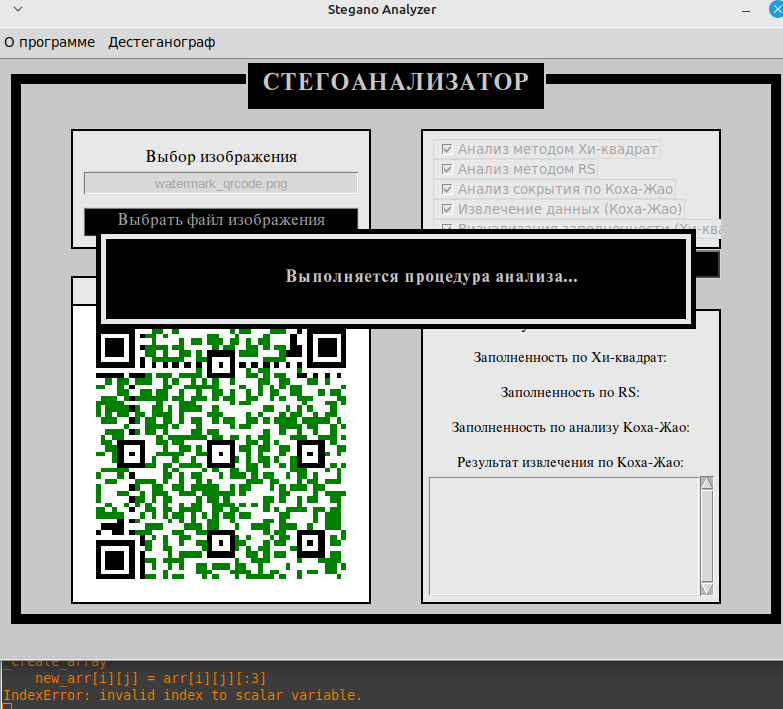 Stegano Analyzer
О программе Дестеганограф
СТЕГОАНАЛИЗАТОР
Выбор изображения
watermark_qrcode.png
Выбрать файл изображения
Анализ методом Хи-квадрат
Анализ методом RS
Анализ сокрытия по Коха-Жао
Извлечение данных (Коха-Жао)
Выполняется процедура анализа...
Заполненность по Хи-квадрат:
Заполненность по RS:
Заполненность по анализу Коха-Жао:
Результат извлечения по Коха-Жао:
_create_array
new_arr[i][j] = arr[i][j][:3]
IndexError: invalid index to scalar variable.